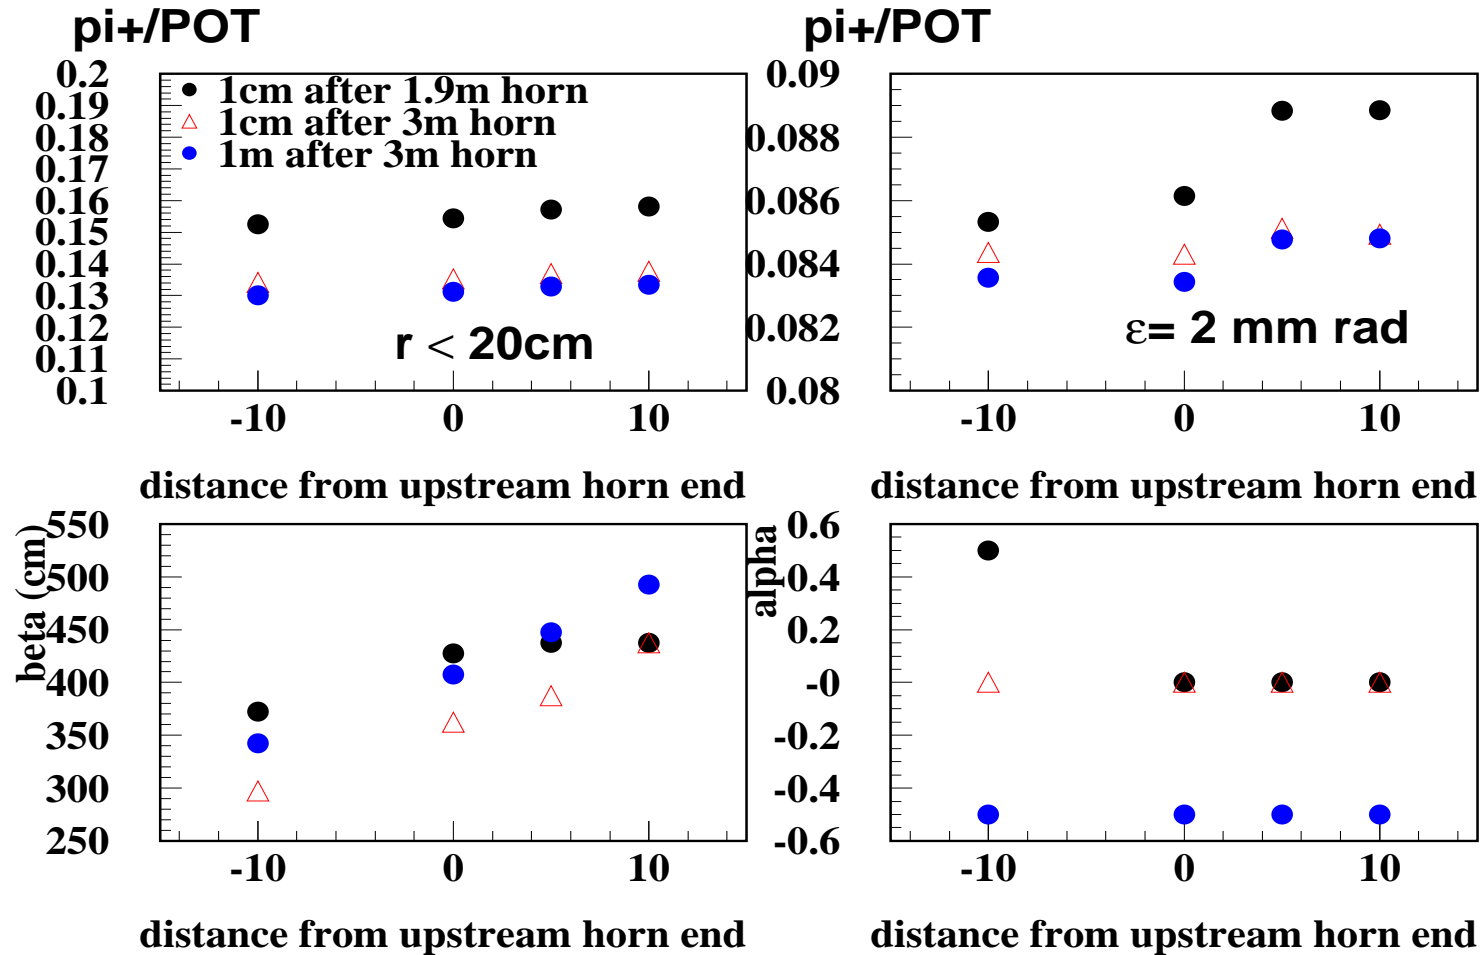 pi+/POT
0.2
0.19
0.18
0.17
0.16
0.15
0.14
0.13
0.12
0.11
0.1
1cm after 1.9m horn
1cm after 3m horn
1m after 3m horn
r < 20cm
-10 0 10
distance from upstream horn end
pi+/POT
0.09
0.088
0.086
0.084
0.082
0.08
ε= 2 mm rad
-10 0 10
distance from upstream horn end
beta (cm)
550
500
450
400
350
300
250
-10 0 10
distance from upstream horn end
alpha
0.6
0.4
0.2
-0
-0.2
-0.4
-0.6
-10 0 10
distance from upstream horn end